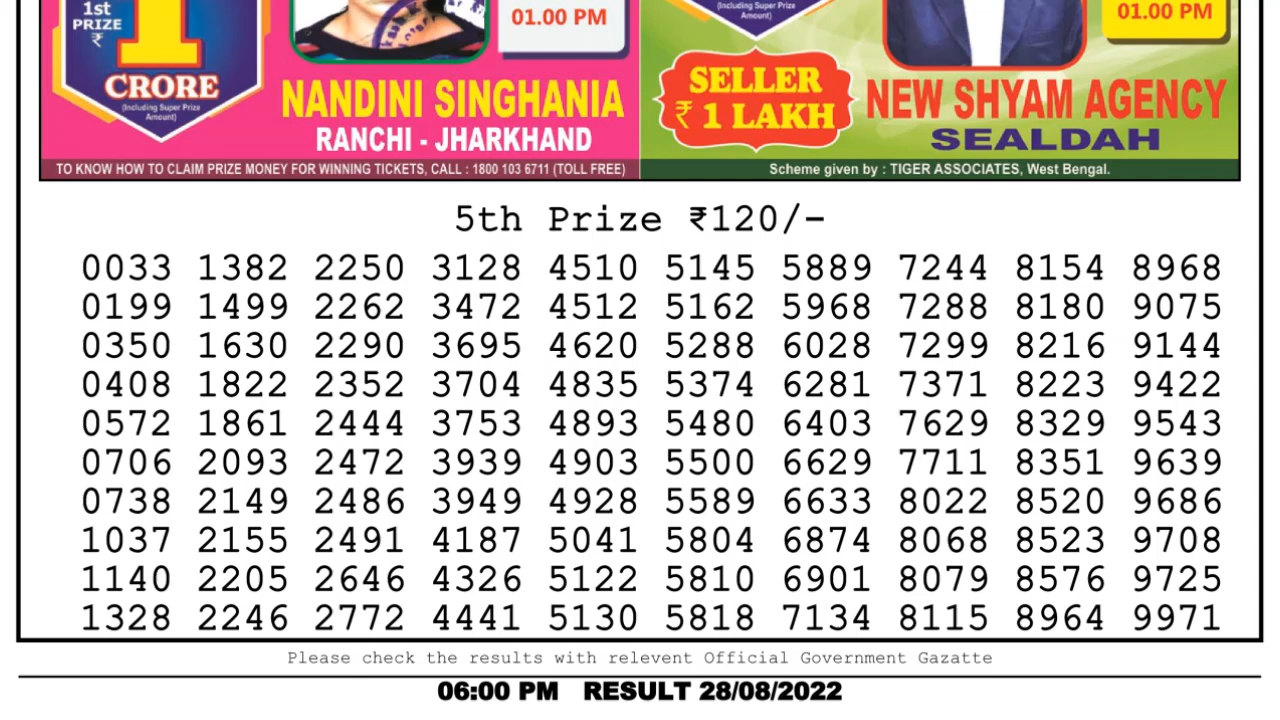 1st
PRIZE
₹
1
CRORE
(Including Super Prize
Amount)
01.00 PM
NANDINI SINGHANIA
RANCHI - JHARKHAND
(Including Super Prize
Amount)
01.00 PM
SELLER
₹ 1 LAKH
NEW SHYAM AGENCY
SEALDAH
TO KNOW HOW TO CLAIM PRIZE MONEY FOR WINNING TICKETS, CALL : 1800 103 6711 (TOLL FREE)
Scheme given by : TIGER ASSOCIATES, West Bengal.
5th Prize ₹120/-
0033 1382 2250 3128 4510 5145 5889 7244 8154 8968
0199 1499 2262 3472 4512 5162 5968 7288 8180 9075
0350 1630 2290 3695 4620 5288 6028 7299 8216 9144
0408 1822 2352 3704 4835 5374 6281 7371 8223 9422
0572 1861 2444 3753 4893 5480 6403 7629 8329 9543
0706 2093 2472 3939 4903 5500 6629 7711 8351 9639
0738 2149 2486 3949 4928 5589 6633 8022 8520 9686
1037 2155 2491 4187 5041 5804 6874 8068 8523 9708
1140 2205 2646 4326 5122 5810 6901 8079 8576 9725
1328 2246 2772 4441 5130 5818 7134 8115 8964 9971
Please check the results with relevent Official Government Gazatte
06:00 PM RESULT 28/08/2022